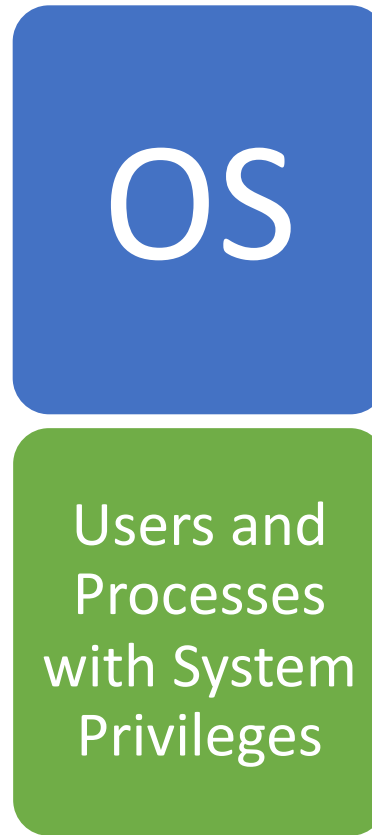 OS
Users and
Processes
with System
Privileges